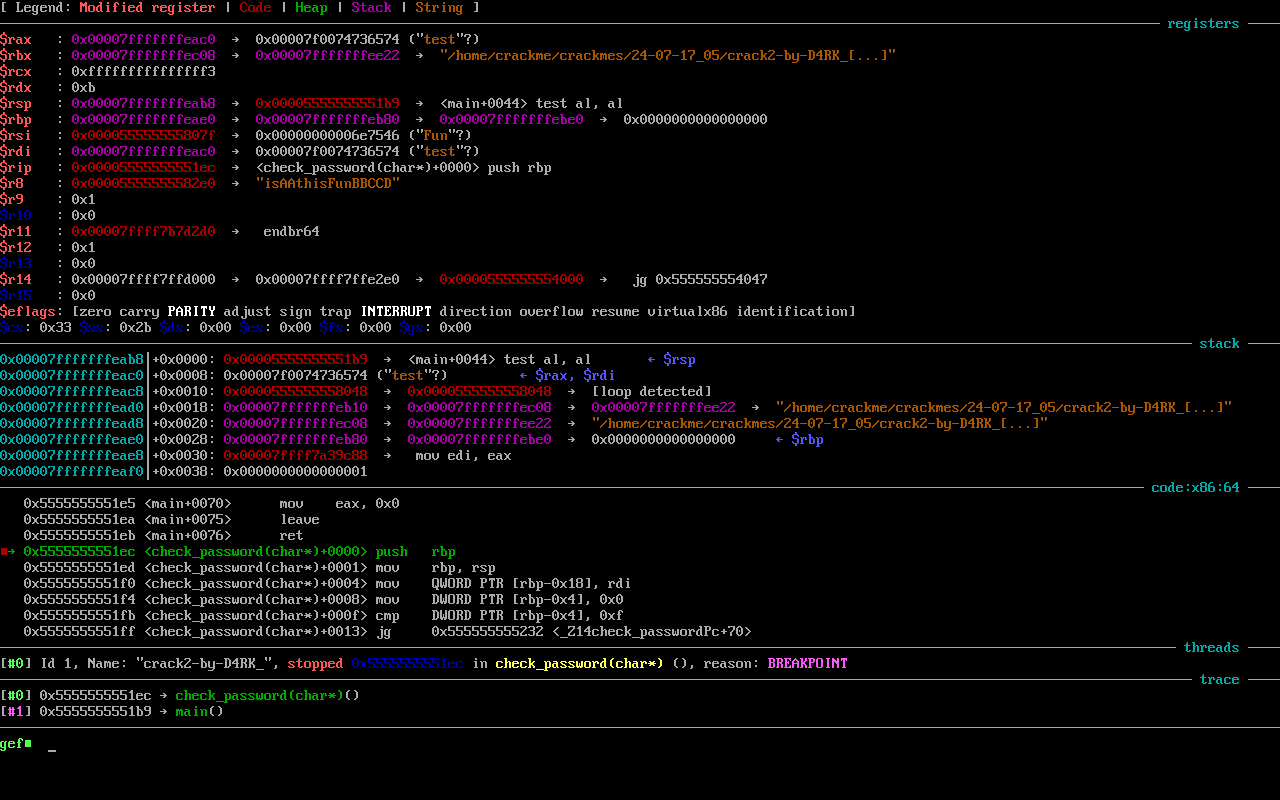 [ Legend: Modified register | Code | Heap | Stack | String ]
registers
$rax   : 0x00007fffffffeac0  →  0x00007f0074736574 ("test"?)
$rbx   : 0x00007fffffffec08  →  0x00007fffffffee22  →  "/home/crackme/crackmes/24-07-17_05/crack2-by-D4RK_[...]"
$rcx   : 0xfffffffffffffff3
$rdx   : 0xb
$rsp   : 0x00007fffffffeab8  →  0x00005555555551b9  →  <main+0044> test al, al
$rbp   : 0x00007fffffffeae0  →  0x00007fffffffeb80  →  0x00007fffffffebe0  →  0x0000000000000000
$rsi   : 0x000055555555807f  →  0x00000000006e7546 ("Fun"?)
$rdi   : 0x00007fffffffeac0  →  0x00007f0074736574 ("test"?)
$rip   : 0x00005555555551ec  →  <check_password(char*)+0000> push rbp
$r8    : 0x00005555555582e0  →  "isAAthisFunBBCCD"
$r9    : 0x1
$r10   : 0x0
$r11   : 0x00007ffff7b7d2d0  →   endbr64
$r12   : 0x1
$r13   : 0x0
$r14   : 0x00007ffff7ffd000  →  0x00007ffff7ffe2e0  →  0x0000555555554000  →   jg 0x555555554047
$r15   : 0x0
$eflags: [zero carry PARITY adjust sign trap INTERRUPT direction overflow resume virtualx86 identification]
$cs: 0x33 $ss: 0x2b $ds: 0x00 $es: 0x00 $fs: 0x00 $gs: 0x00
stack
0x00007fffffffeab8│+0x0000: 0x00005555555551b9  →  <main+0044> test al, al       ← $rsp
0x00007fffffffeac0│+0x0008: 0x00007f0074736574 ("test"?)         ← $rax, $rdi
0x00007fffffffeac8│+0x0010: 0x0000555555558048  →  0x0000555555558048  →  [loop detected]
0x00007fffffffead0│+0x0018: 0x00007fffffffeb10  →  0x00007fffffffec08  →  0x00007fffffffee22  →  "/home/crackme/crackmes/24-07-17_05/crack2-by-D4RK_[...]"
0x00007fffffffead8│+0x0020: 0x00007fffffffec08  →  0x00007fffffffee22  →  "/home/crackme/crackmes/24-07-17_05/crack2-by-D4RK_[...]"
0x00007fffffffeae0│+0x0028: 0x00007fffffffeb80  →  0x00007fffffffebe0  →  0x0000000000000000     ← $rbp
0x00007fffffffeae8│+0x0030: 0x00007ffff7a39c88  →   mov edi, eax
0x00007fffffffeaf0│+0x0038: 0x0000000000000001
code:x86:64
0x5555555551e5 <main+0070>      mov    eax, 0x0
0x5555555551ea <main+0075>      leave
0x5555555551eb <main+0076>      ret
→ 0x5555555551ec <check_password(char*)+0000> push   rbp
0x5555555551ed <check_password(char*)+0001> mov    rbp, rsp
0x5555555551f0 <check_password(char*)+0004> mov    QWORD PTR [rbp-0x18], rdi
0x5555555551f4 <check_password(char*)+0008> mov    DWORD PTR [rbp-0x4], 0x0
0x5555555551fb <check_password(char*)+000f> cmp    DWORD PTR [rbp-0x4], 0xf
0x5555555551ff <check_password(char*)+0013> jg     0x555555555232 <_Z14check_passwordPc+70>
threads
[#0] Id 1, Name: "crack2-by-D4RK_", stopped 0x5555555551ec in check_password(char*) (), reason: BREAKPOINT
trace
[#0] 0x5555555551ec → check_password(char*)()
[#1] 0x5555555551b9 → main()
gef■  _